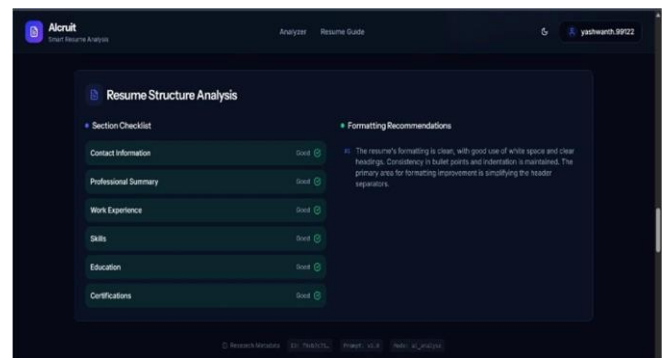 AIcruit
Smart Resume Analysis
Analyzer Resume Guide
yashwanth.99122
Resume Structure Analysis
Section Checklist
Contact Information Good
Professional Summary Good
Work Experience Good
Skills Good
Education Good
Certifications Good
Formatting Recommendations
#1 The resume's formatting is clean, with good use of white space and clear
headings. Consistency in bullet points and indentation is maintained. The
primary area for formatting improvement is simplifying the header
separators.
Research Metadata ID: Prompt: v1.0 Mode: ai_analyze